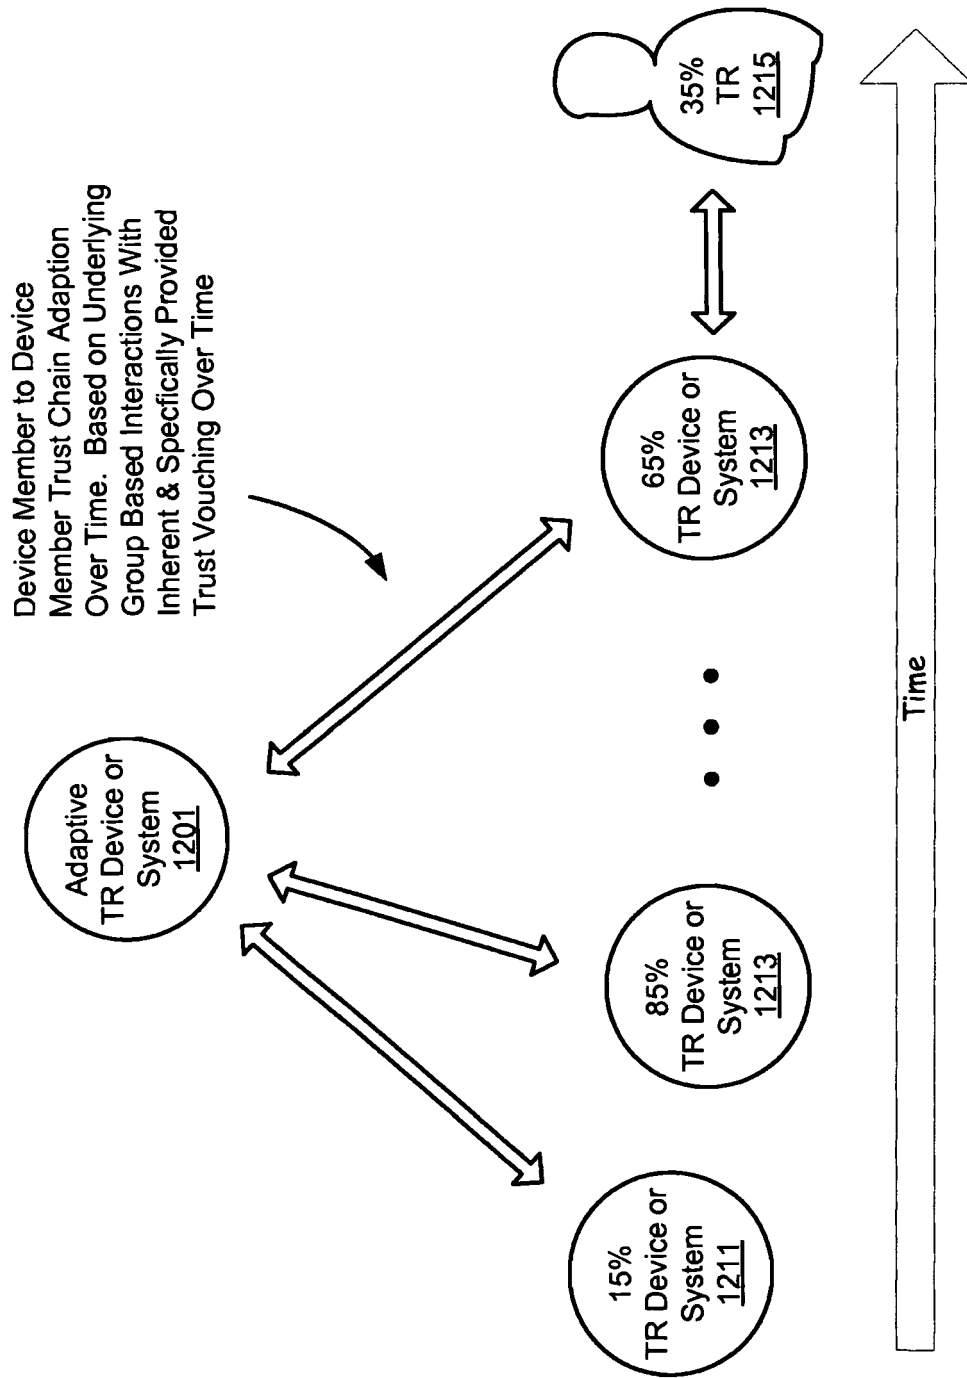 Device Member to Device
Member Trust Chain Adaption
Over Time.  Based on Underlying
Group Based Interactions With
Inherent & Specfically Provided
Trust Vouching Over Time
Adaptive
TR Device or
System
1201
15%
TR Device or
System
1211
85%
TR Device or
System
1213
65%
TR Device or
System
1213
35%
TR
1215
Time